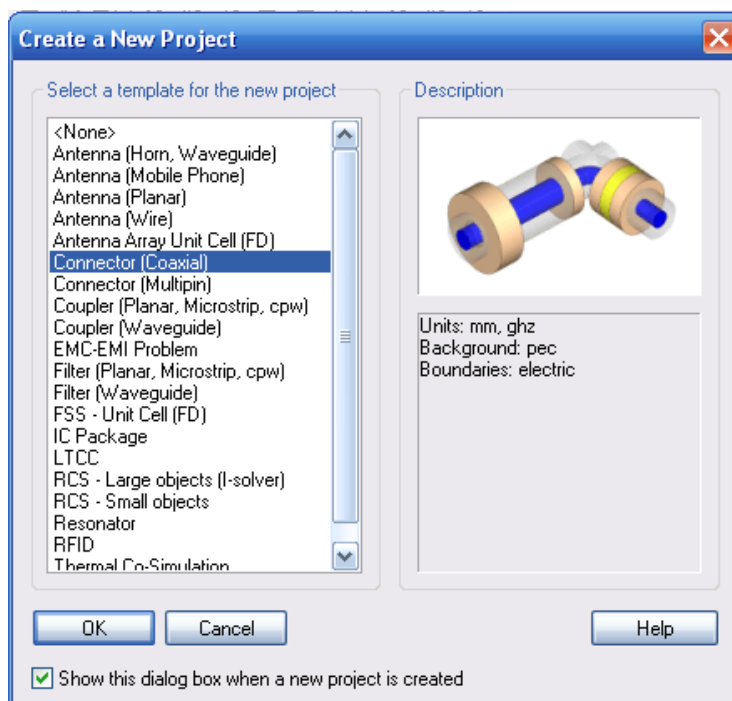 Create a New Project
Select a template for the new project
<None>
Antenna (Horn, Waveguide)
Antenna (Mobile Phone)
Antenna (Planar)
Antenna (Wire)
Antenna Array Unit Cell (FD)
Connector (Coaxial)
Connector (Multipin)
Coupler (Planar, Microstrip, cpw)
Coupler (Waveguide)
EMC-EMI Problem
Filter (Planar, Microstrip, cpw)
Filter (Waveguide)
FSS - Unit Cell (FD)
IC Package
LTCC
RCS - Large objects (I-solver)
RCS - Small objects
Resonator
RFID
Thermal Co-Simulation
Description
Units: mm, ghz
Background: pec
Boundaries: electric
OK
Cancel
Help
Show this dialog box when a new project is created